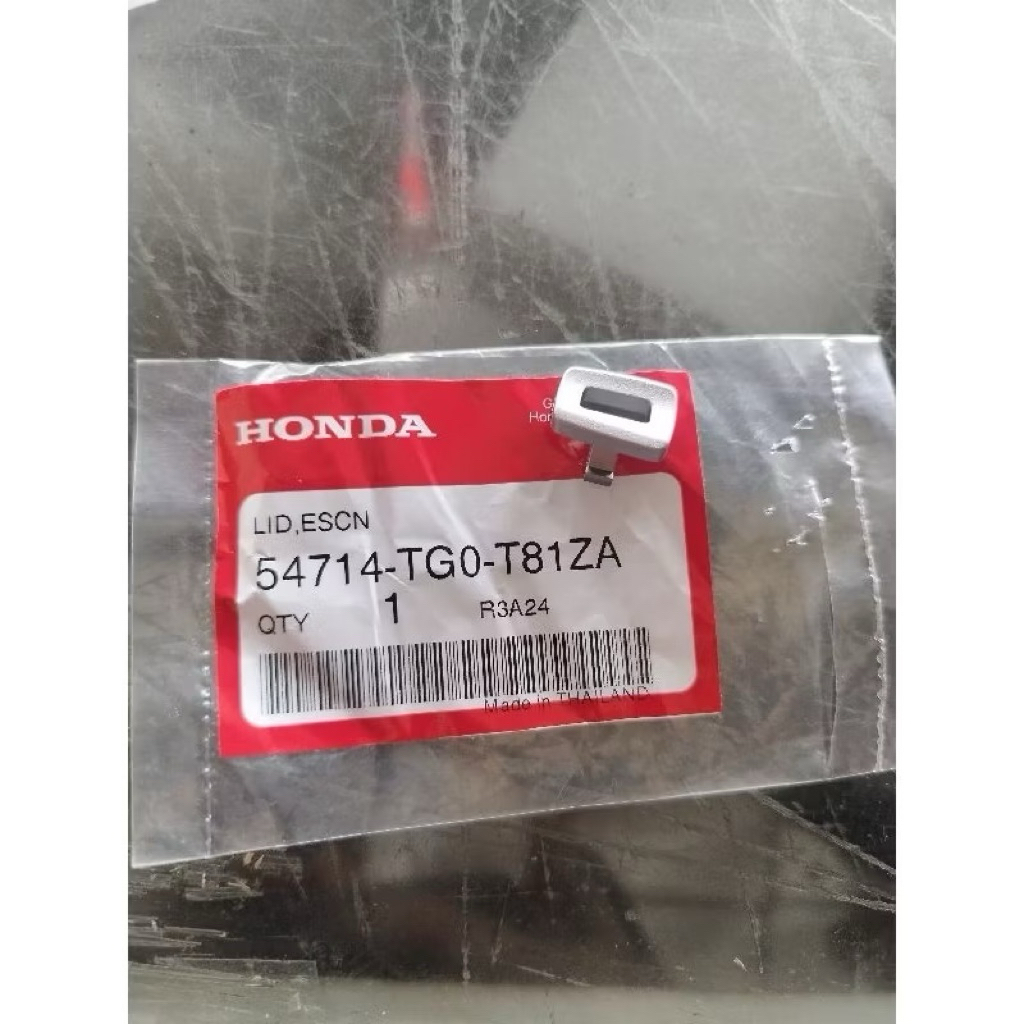 HONDA
LID,ESCN
54714-TG0-T81ZA
QTY 1 R3A24
Made in THAILAND